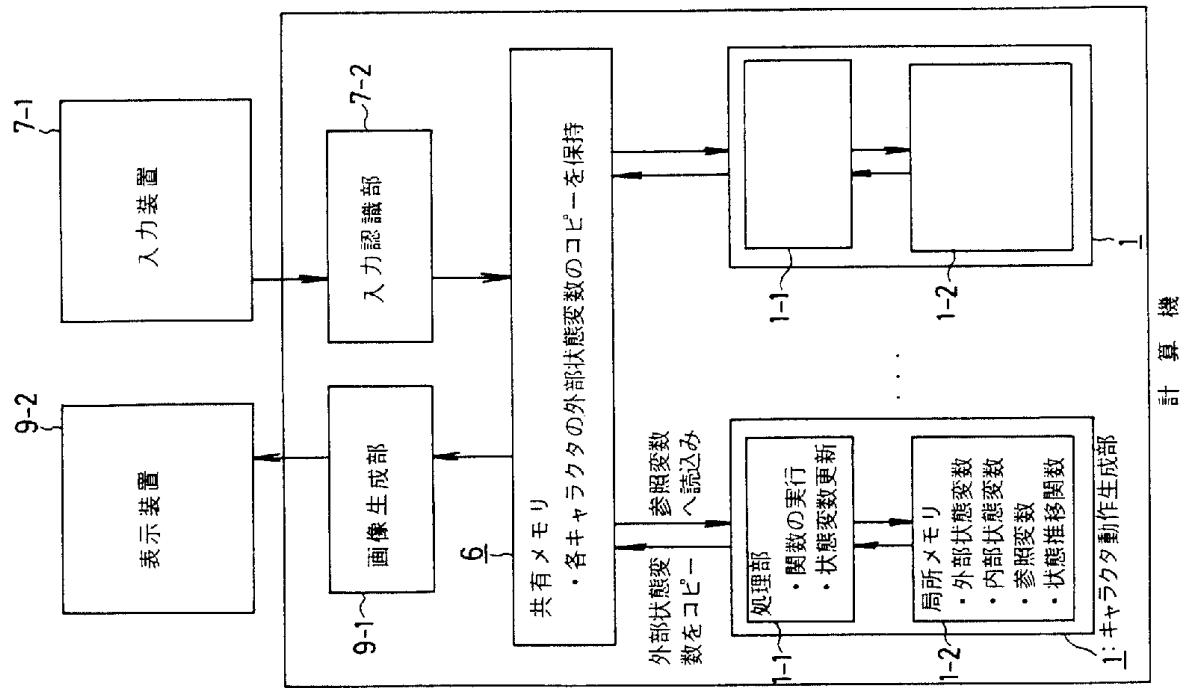 9-2
表示装置
7-1
入力装置
9-1
画像生成部
7-2
入力認識部
6
共有メモリ
・各キャラクタの外部状態変数のコピーを保持
外部状態変
数をコピー
参照変数
へ読込み
1-1
処理部
・関数の実行
・状態変数更新
1-2
局所メモリ
・外部状態変数
・内部状態変数
・参照変数
・状態推移関数
1:キャラクタ動作生成部
...
1-1
1-2
1
計算機